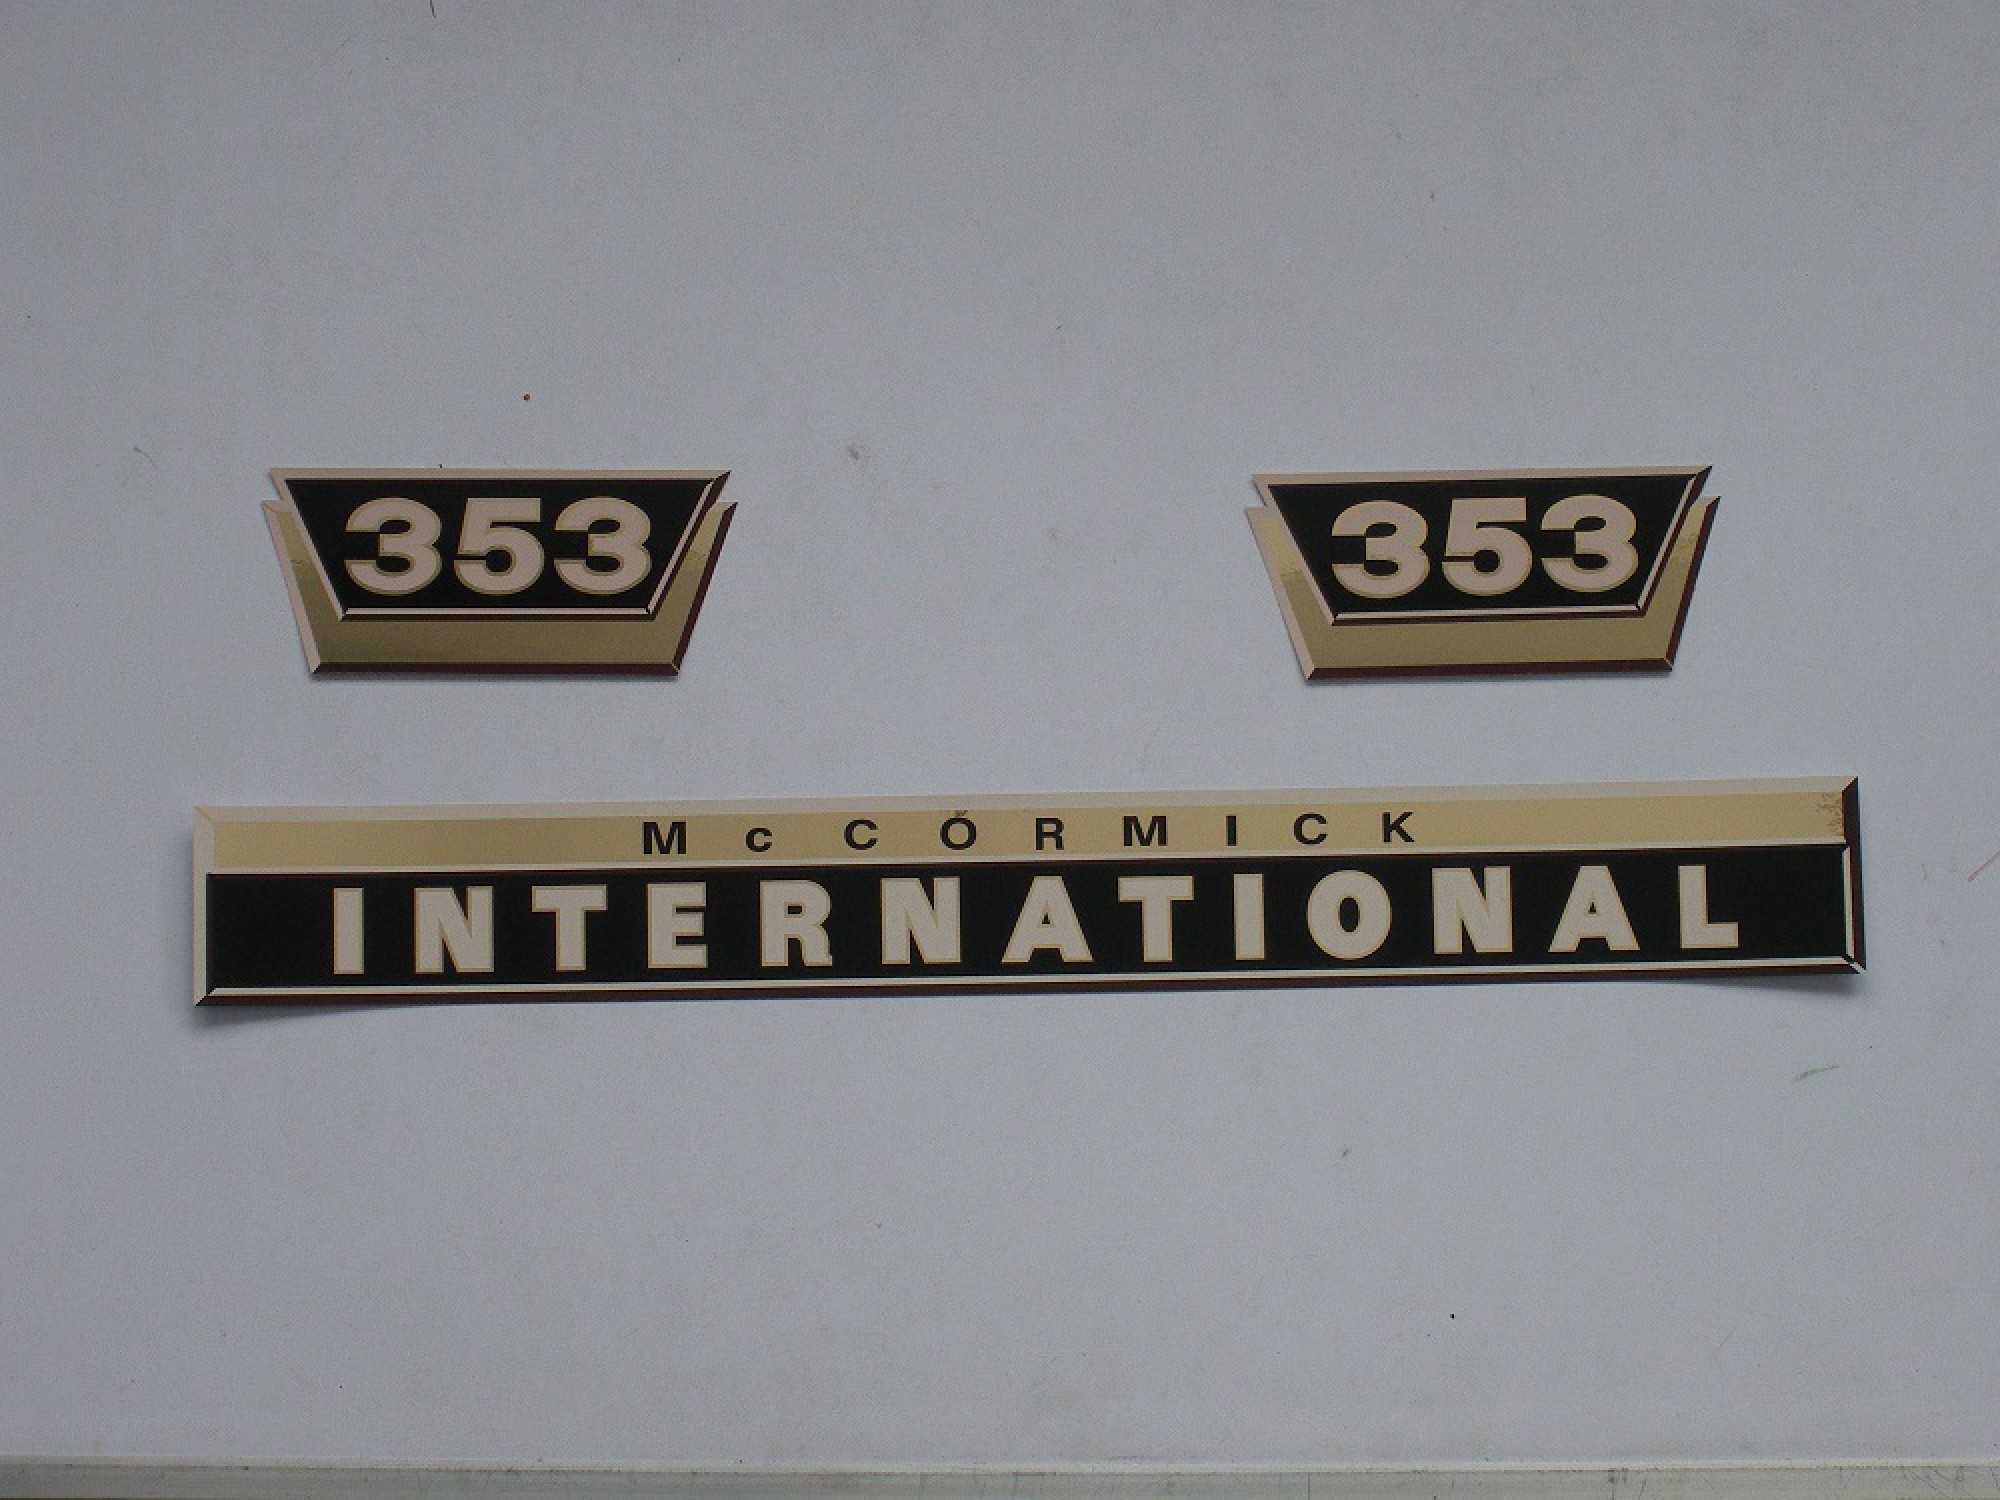 353 353
McCORMICK
INTERNATIONAL